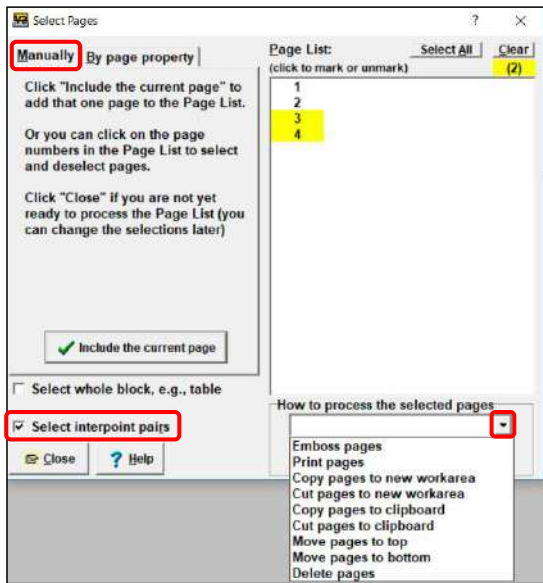 Select Pages
? ×
Manually By page property
Click "Include the current page" to
add that one page to the Page List.
Or you can click on the page
numbers in the Page List to select
and deselect pages.
Click "Close" if you are not yet
ready to process the Page List (you
can change the selections later)
Include the current page
Select whole block, e.g., table
Select interpoint pairs
Close ? Help
Page List: Select All Clear
(click to mark or unmark) (2)
1
2
3
4
How to process the selected pages
Emboss pages
Print pages
Copy pages to new workarea
Cut pages to new workarea
Copy pages to clipboard
Cut pages to clipboard
Move pages to top
Move pages to bottom
Delete pages